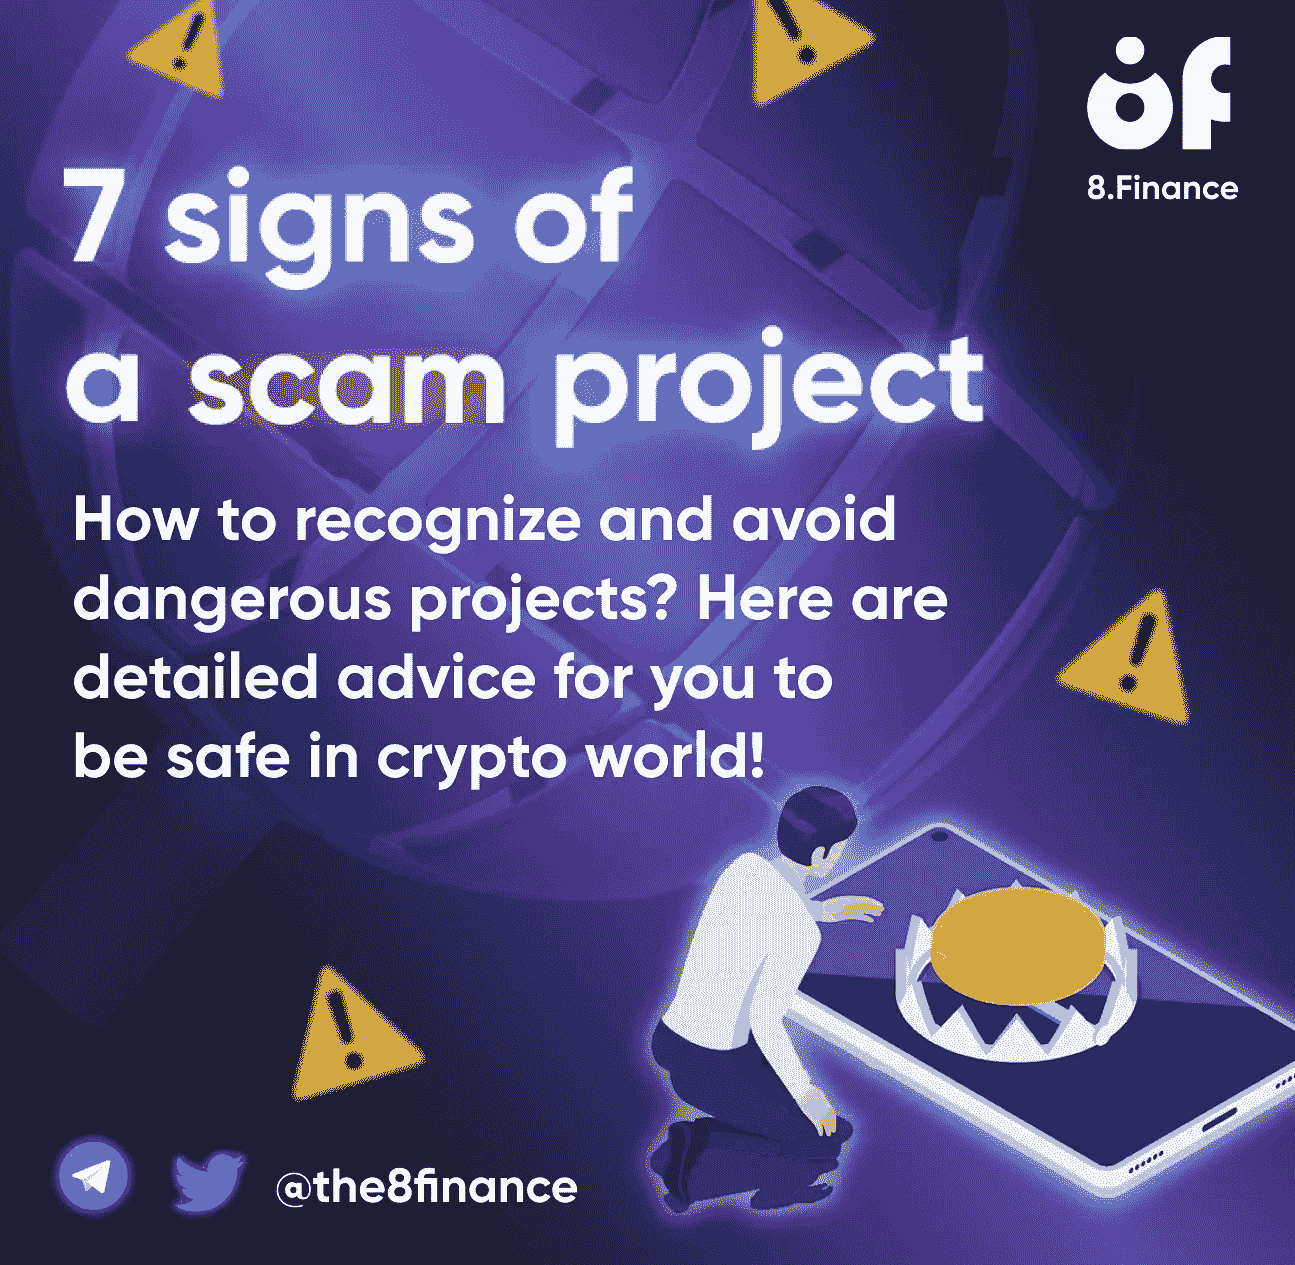 8.Finance
7 signs of
a scam project
How to recognize and avoid
dangerous projects? Here are
detailed advice for you to
be safe in crypto world!
@the8finance